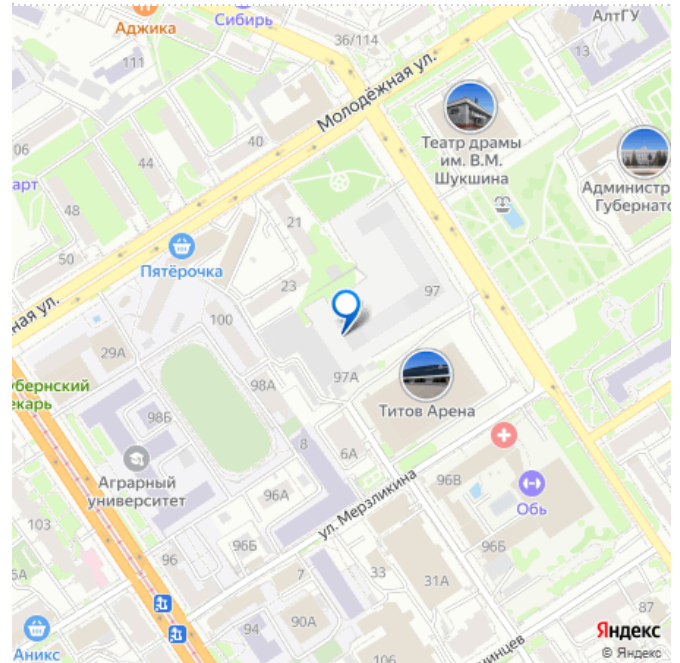 Аджика
Сибирь
АлтГУ
36/114
13
111
Молодёжная ул.
40
Театр драмы
им. В.М.
Шукшина
Администр
Губернато
06
44
арт
48
21
50
Пятёрочка
23
97
ная ул.
100
29А
97А
убернский
екарь
98А
Титов Арена
98Б
8
6А
Аграрный
университет
96А
ул. Мерзликина
96В
Обь
103
96Б
96Б
96
5А
7
33
31А
87
94
90А
Аникс
106
чинцев
Яндекс
© Яндекс